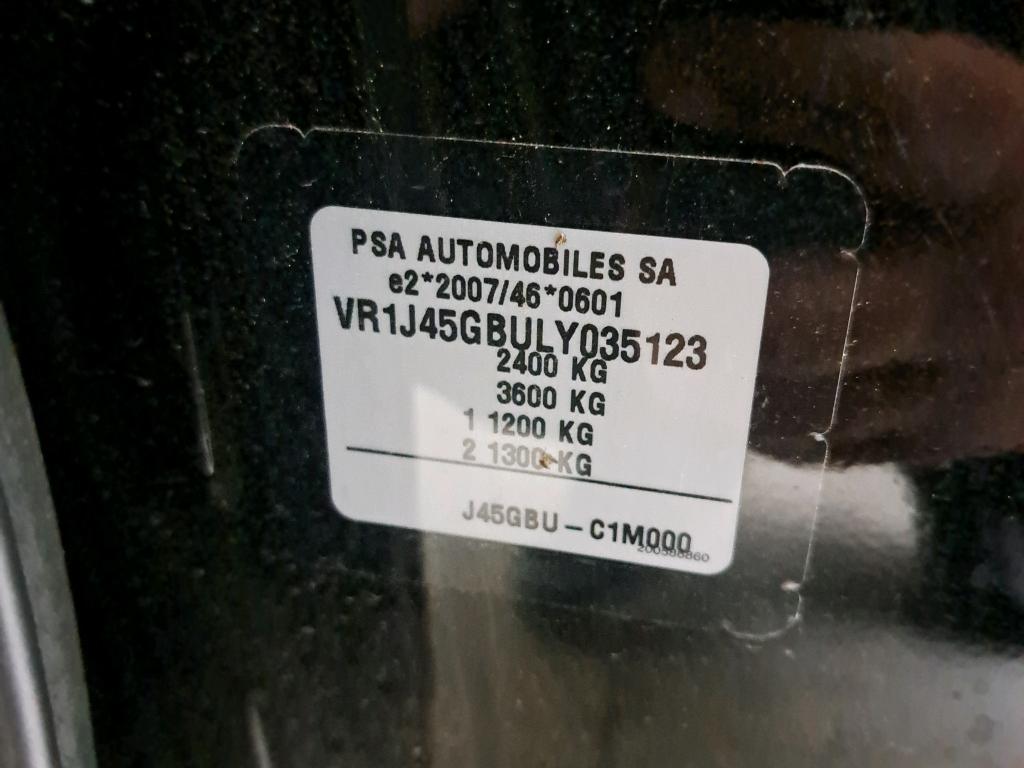 PSA AUTOMOBILES SA
e2*2007/46*0601
VR1J45GBULY035123
2400 KG
3600 KG
1 1200 KG
2 1300 KG
J45GBU - C1M000